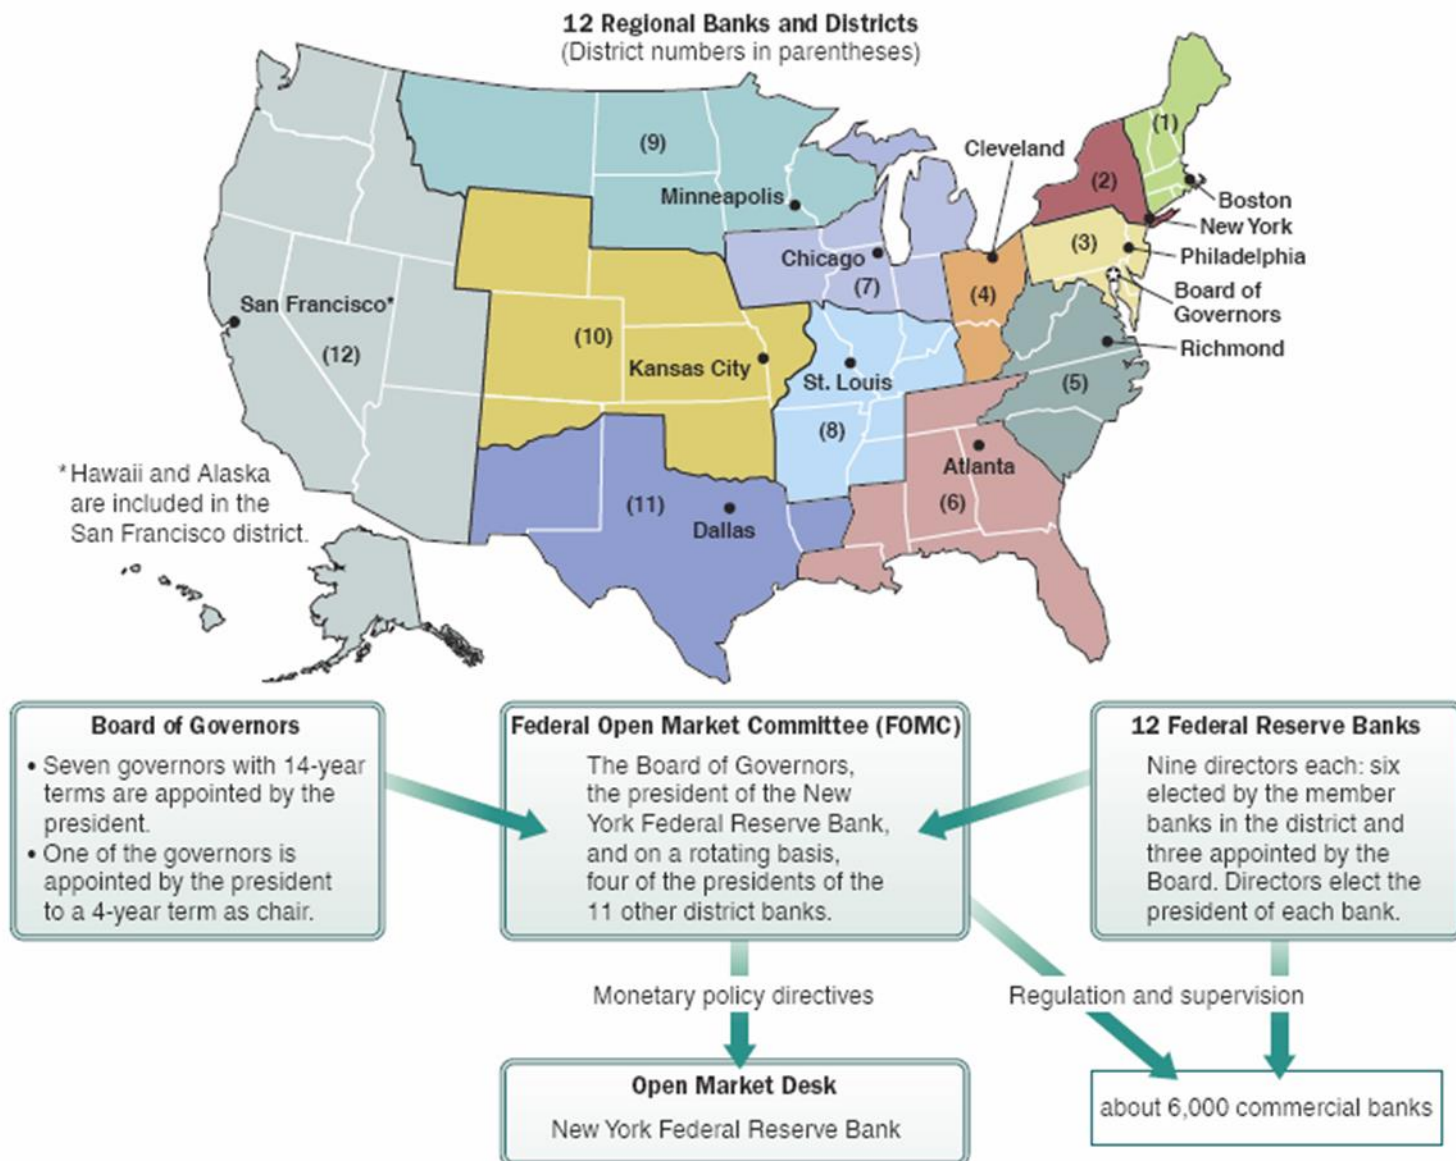 12 Regional Banks and Districts
(District numbers in parentheses)
(1)
(9)
Cleveland
(2)
Minneapolis
Boston
New York
(3)
Philadelphia
Chicago
(7)
(4)
Board of
Governors
San Francisco*
(10)
(12)
Richmond
Kansas City
St. Louis
(5)
(8)
Atlanta
*Hawaii and Alaska
are included in the
San Francisco district.
(11)
(6)
Dallas
Board of Governors
• Seven governors with 14-year
terms are appointed by the
president.
• One of the governors is
appointed by the president
to a 4-year term as chair.
Federal Open Market Committee (FOMC)
The Board of Governors,
the president of the New
York Federal Reserve Bank,
and on a rotating basis,
four of the presidents of the
11 other district banks.
12 Federal Reserve Banks
Nine directors each: six
elected by the member
banks in the district and
three appointed by the
Board. Directors elect the
president of each bank.
Monetary policy directives
Regulation and supervision
Open Market Desk
New York Federal Reserve Bank
about 6,000 commercial banks